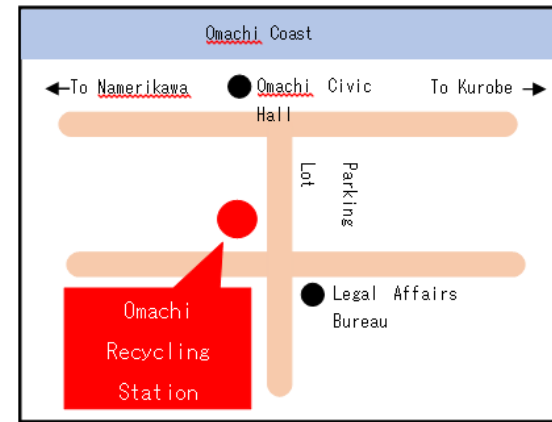 Omachi Coast
←To Namerikawa
Omachi Civic
Hall
To Kurobe →
Parking
Lot
Legal Affairs
Bureau
Omachi
Recycling
Station